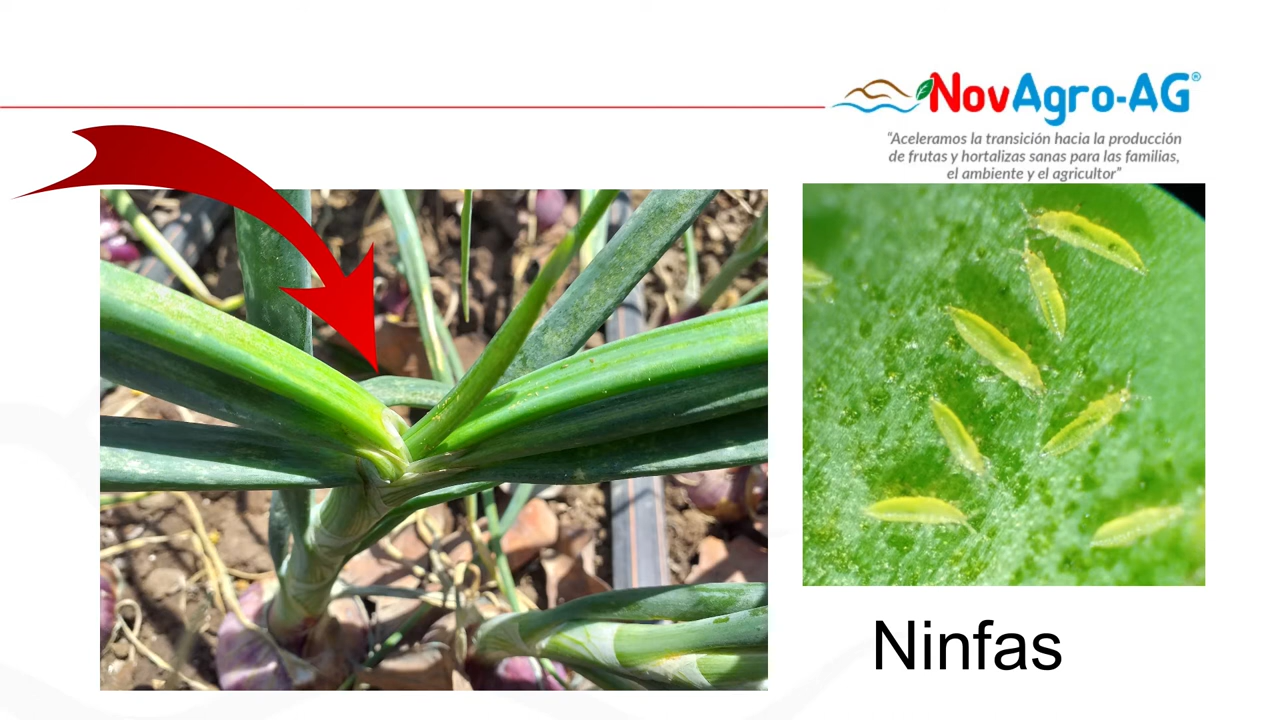 NovAgro-AG®
“Aceleramos la transición hacia la producción
de frutas y hortalizas sanas para las familias,
el ambiente y el agricultor”
Ninfas